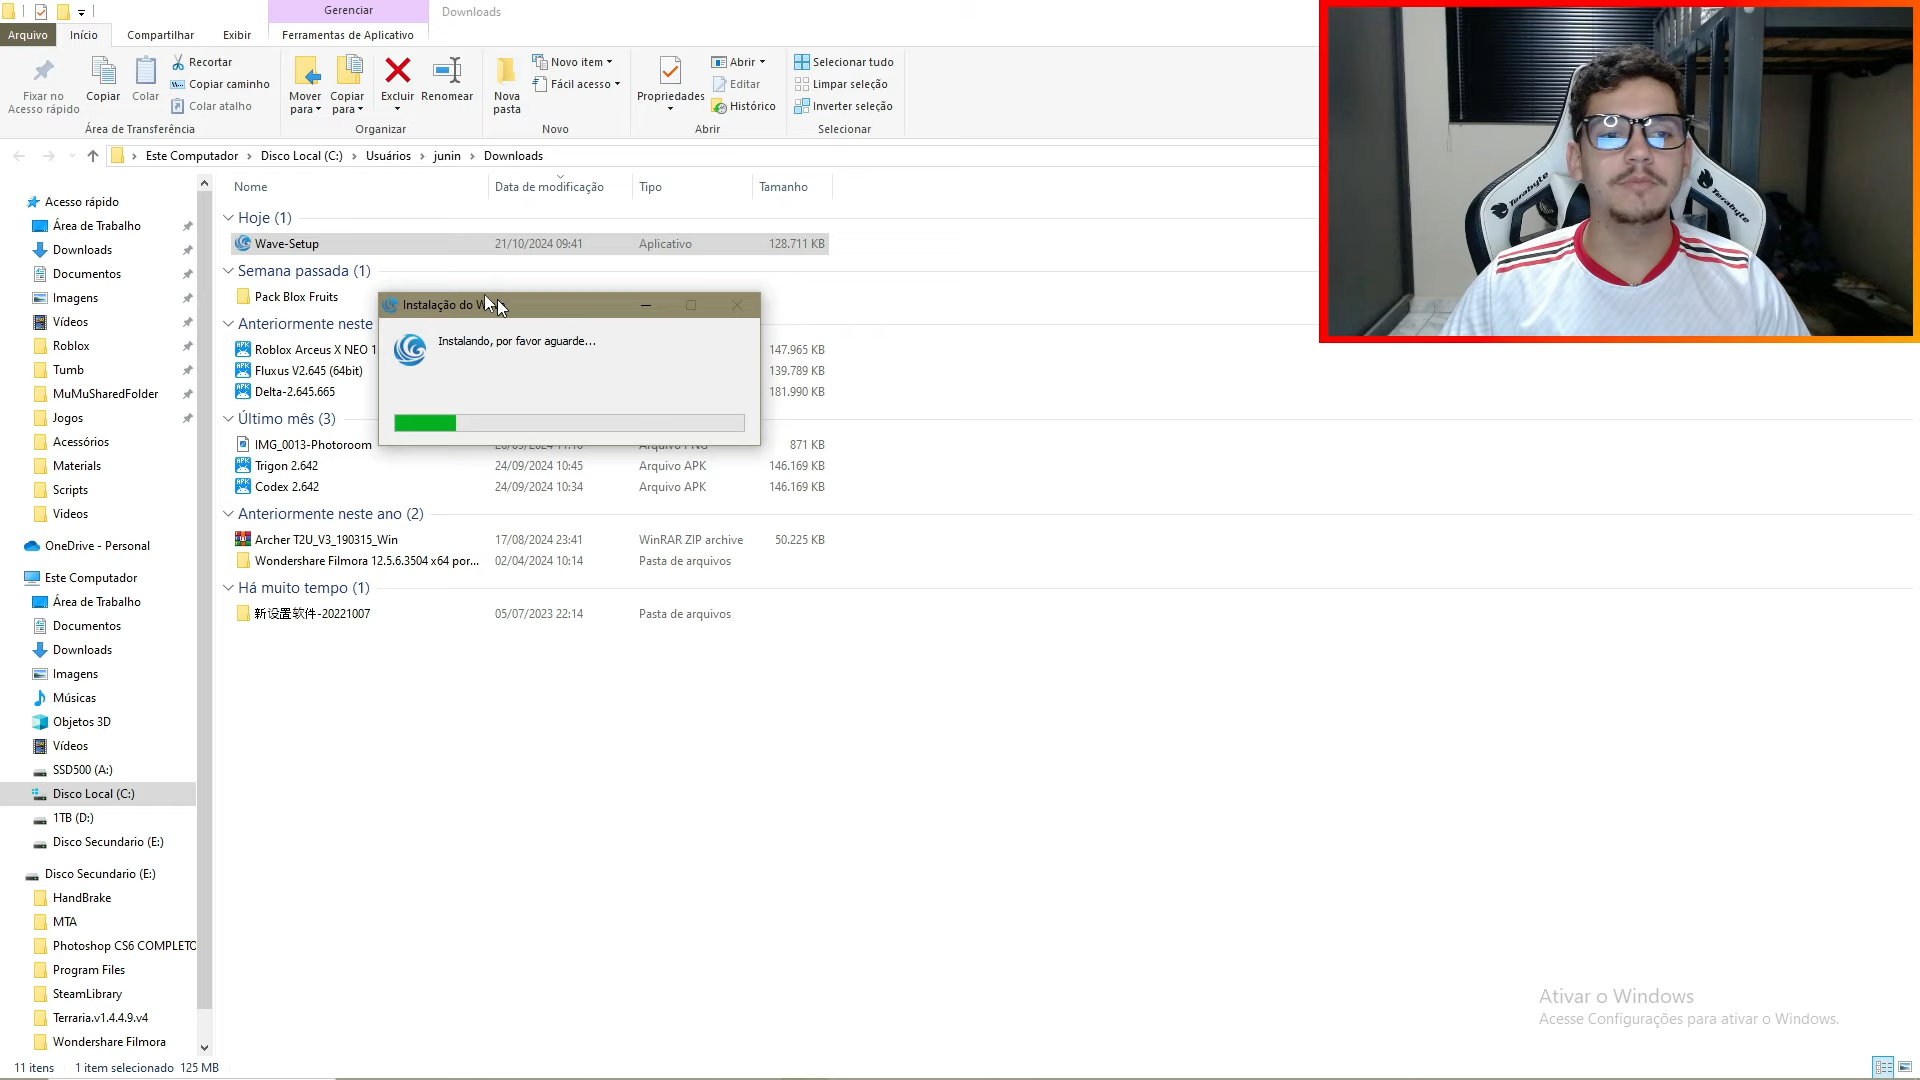 Gerenciar
Downloads
Arquivo
Início
Compartilhar
Exibir
Ferramentas de Aplicativo
Fixar no
Acesso rápido
Copiar
Colar
Recortar
Copiar caminho
Colar atalho
Área de Transferência
Mover
para
Copiar
para
Excluir
Renomear
Organizar
Nova
pasta
Novo item
Fácil acesso
Novo
Propriedades
Abrir
Editar
Histórico
Abrir
Selecionar tudo
Limpar seleção
Inverter seleção
Selecionar
Este Computador > Disco Local (C:) > Usuários > junin > Downloads
Nome
Data de modificação
Tipo
Tamanho
Hoje (1)
Wave-Setup 21/10/2024 09:41 Aplicativo 128.711 KB
Semana passada (1)
Pack Blox Fruits
Anteriormente neste
Roblox Arceus X NEO 1 147.965 KB
Fluxus V2.645 (64bit) 139.789 KB
Delta-2.645.665 181.990 KB
Último mês (3)
IMG_0013-Photoroom 871 KB
Trigon 2.642 24/09/2024 10:45 Arquivo APK 146.169 KB
Codex 2.642 24/09/2024 10:34 Arquivo APK 146.169 KB
Anteriormente neste ano (2)
Archer T2U_V3_190315_Win 17/08/2024 23:41 WinRAR ZIP archive 50.225 KB
Wondershare Filmora 12.5.6.3504 x64 por... 02/04/2024 10:14 Pasta de arquivos
Há muito tempo (1)
新设置软件-20221007 05/07/2023 22:14 Pasta de arquivos
Instalação do W
Instalando, por favor aguarde...
Acesso rápido
Área de Trabalho
Downloads
Documentos
Imagens
Vídeos
Roblox
Tumb
MuMuSharedFolder
Jogos
Acessórios
Materials
Scripts
Videos
OneDrive - Personal
Este Computador
Área de Trabalho
Documentos
Downloads
Imagens
Músicas
Objetos 3D
Vídeos
SSD500 (A:)
Disco Local (C:)
1TB (D:)
Disco Secundario (E:)
Disco Secundario (E:)
HandBrake
MTA
Photoshop CS6 COMPLETO
Program Files
SteamLibrary
Terraria.v1.4.4.9.v4
Wondershare Filmora
11 itens
1 item selecionado 125 MB
Terabyte
Terabyte
Ativar o Windows
Acesse Configurações para ativar o Windows.